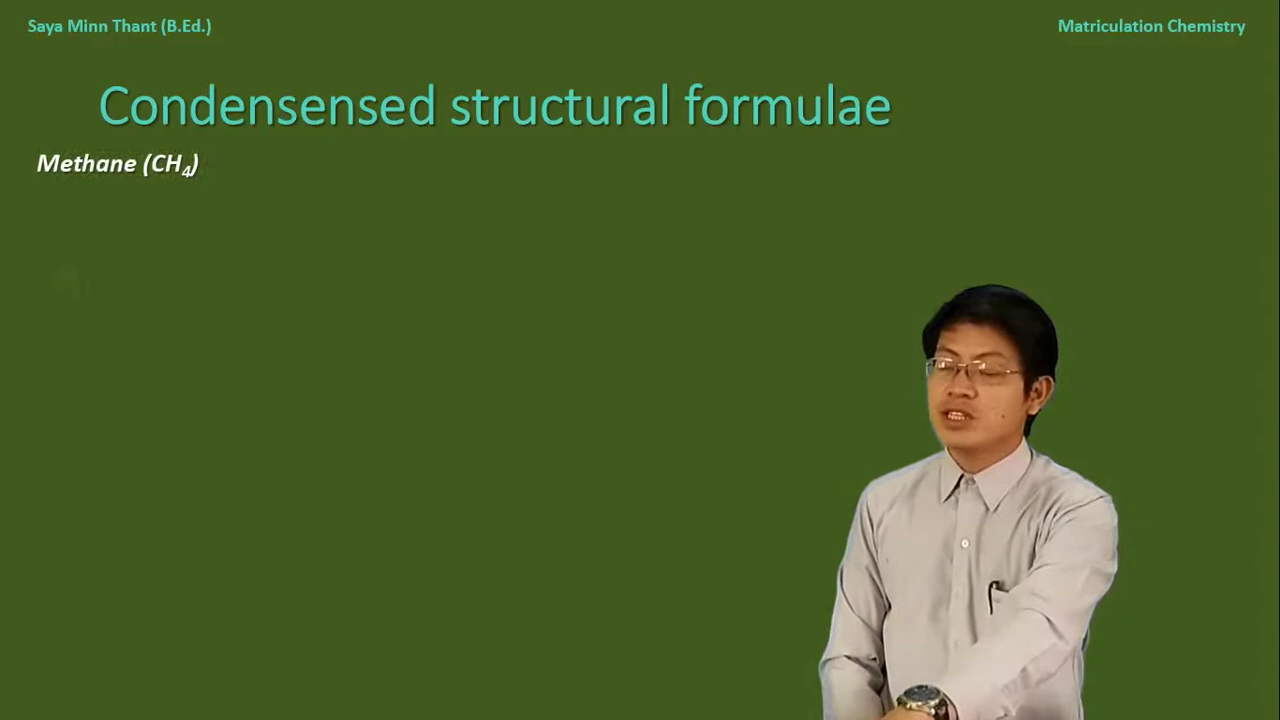 Saya Minn Thant (B.Ed.)
Matriculation Chemistry
Condensensed structural formulae
Methane (CH₄)